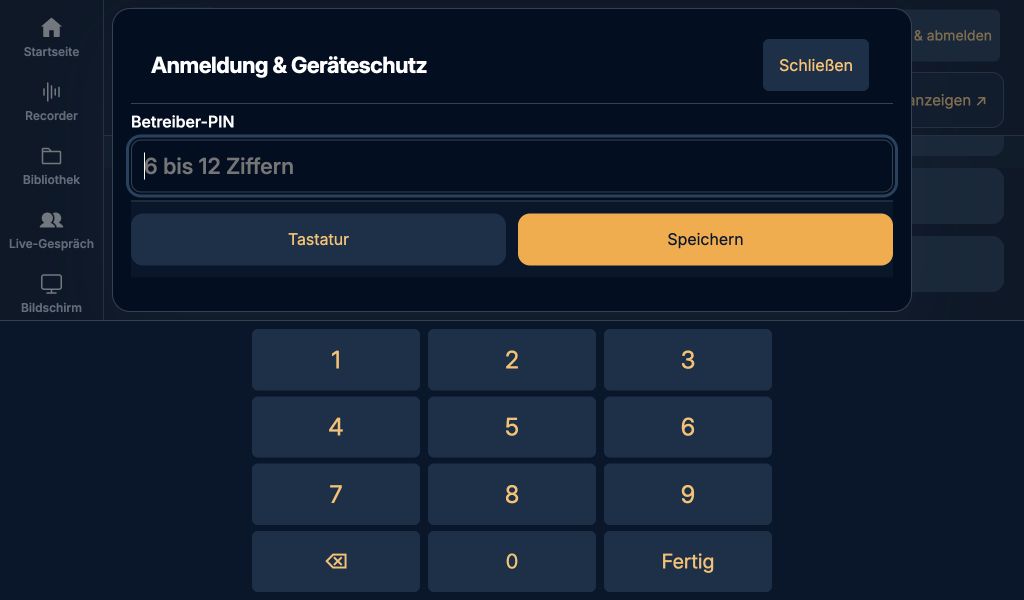 Startseite
Recorder
Bibliothek
Live-Gespräch
Bildschirm
Anmeldung & Geräteschutz
Schließen
& abmelden
anzeigen ↗
Betreiber-PIN
6 bis 12 Ziffern
Tastatur
Speichern
1
2
3
4
5
6
7
8
9
0
Fertig